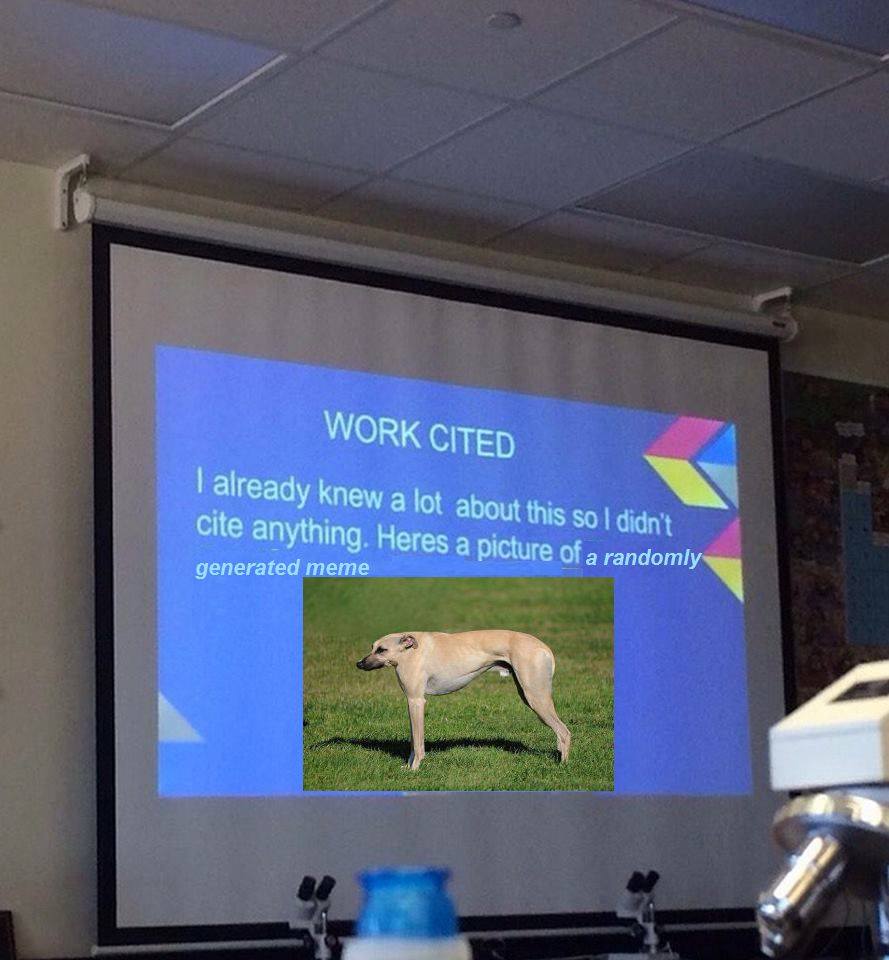 WORK CITED
I already knew a lot about this so I didn't
cite anything. Heres a picture of a randomly
generated meme